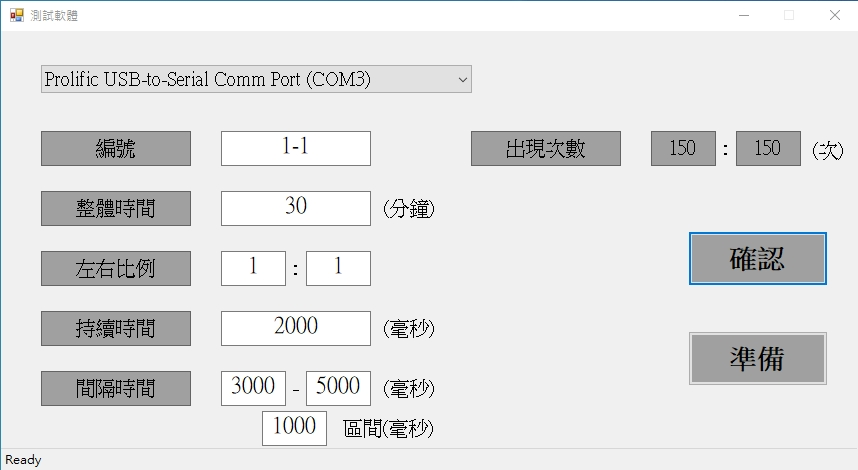 測試軟體
Prolific USB-to-Serial Comm Port (COM3)
編號 1-1 出現次數 150 : 150 (次)
整體時間 30 (分鐘)
左右比例 1 : 1
確認
持續時間 2000 (毫秒)
準備
間隔時間 3000 - 5000 (毫秒)
1000 區間(毫秒)
Ready